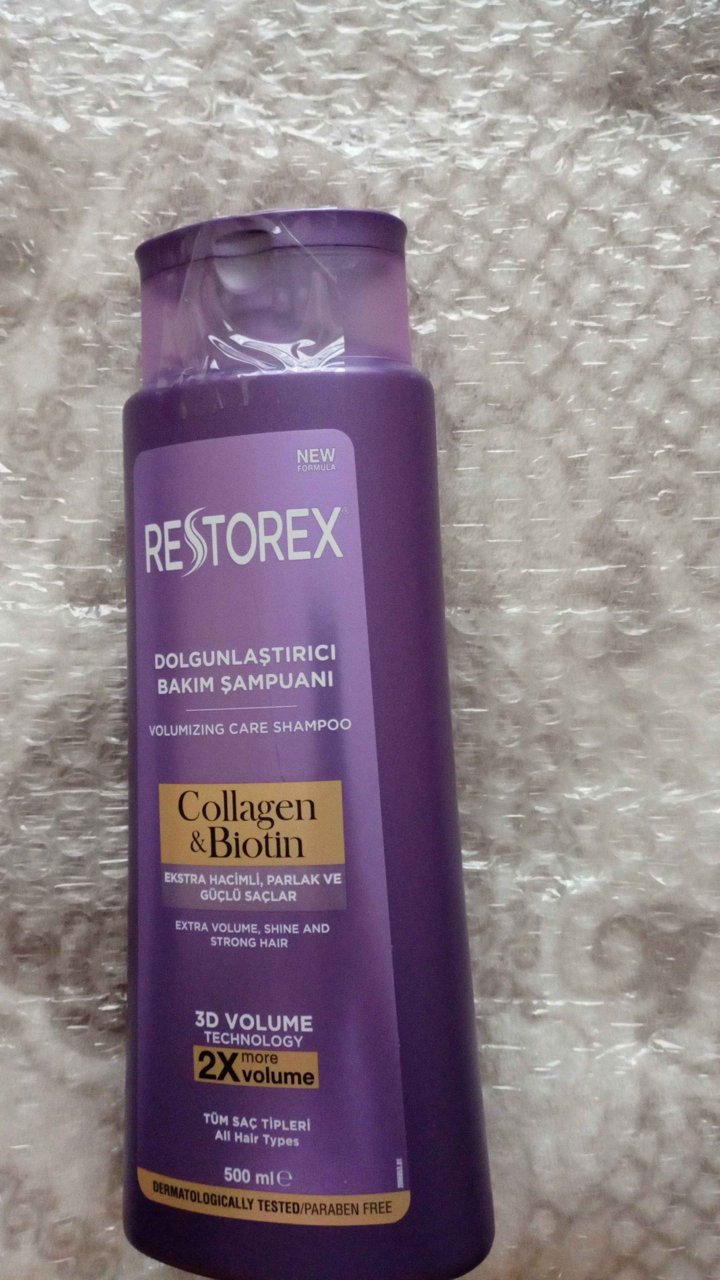 NEW
FORMULA
RESTOREX®
DOLGUNLAŞTIRICI
BAKIM ŞAMPUANI
VOLUMIZING CARE SHAMPOO
Collagen
&Biotin
EKSTRA HACİMLİ, PARLAK VE
GÜÇLÜ SAÇLAR
EXTRA VOLUME, SHINE AND
STRONG HAIR
3D VOLUME
TECHNOLOGY
2X more
volume
TÜM SAÇ TİPLERİ
All Hair Types
500 ml ℮
DERMATOLOGICALLY TESTED/PARABEN FREE